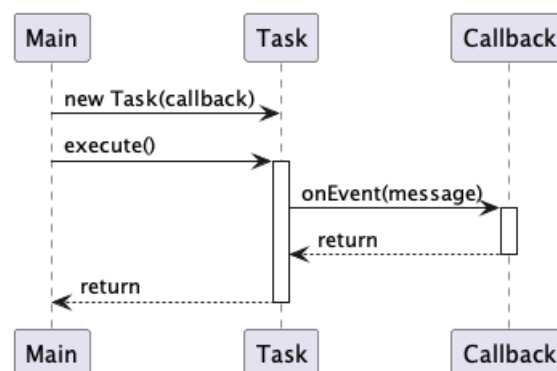 Main Task Callback
new Task(callback)
execute()
onEvent(message)
return
return
Main Task Callback